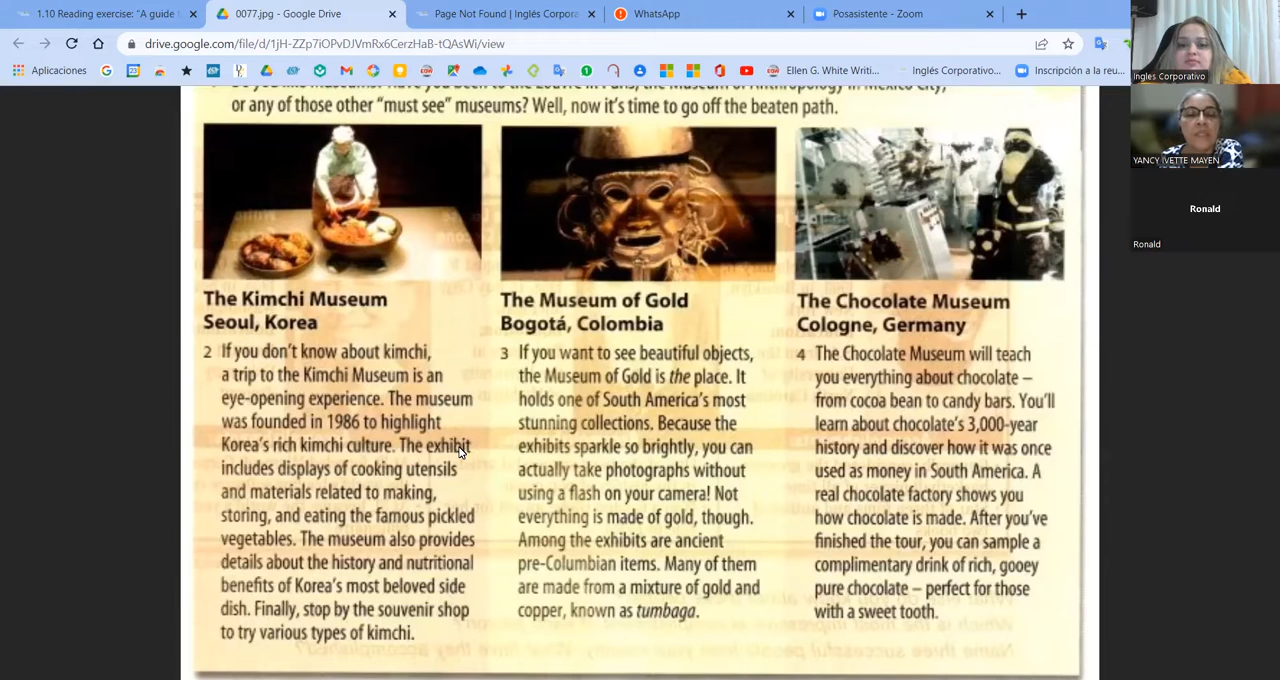 1.10 Reading exercise: "A guide t
0077.jpg - Google Drive
Page Not Found | Inglés Corpora
WhatsApp
Posasistente - Zoom
drive.google.com/file/d/1jH-ZZp7iOPvDJVmRx6CerzHaB-tQAsWi/view
Aplicaciones
Ellen G. White Writi...
Inglés Corporativo...
Inscripción a la reu...
Ingles Corporativo
YANCY IVETTE MAYEN
Ronald
Ronald
or any of those other “must see” museums? Well, now it’s time to go off the beaten path.
The Kimchi Museum
Seoul, Korea
2 If you don’t know about kimchi,
a trip to the Kimchi Museum is an
eye-opening experience. The museum
was founded in 1986 to highlight
Korea’s rich kimchi culture. The exhibit
includes displays of cooking utensils
and materials related to making,
storing, and eating the famous pickled
vegetables. The museum also provides
details about the history and nutritional
benefits of Korea’s most beloved side
dish. Finally, stop by the souvenir shop
to try various types of kimchi.
The Museum of Gold
Bogotá, Colombia
3 If you want to see beautiful objects,
the Museum of Gold is the place. It
holds one of South America’s most
stunning collections. Because the
exhibits sparkle so brightly, you can
actually take photographs without
using a flash on your camera! Not
everything is made of gold, though.
Among the exhibits are ancient
pre-Columbian items. Many of them
are made from a mixture of gold and
copper, known as tumbaga.
The Chocolate Museum
Cologne, Germany
4 The Chocolate Museum will teach
you everything about chocolate –
from cocoa bean to candy bars. You’ll
learn about chocolate’s 3,000-year
history and discover how it was once
used as money in South America. A
real chocolate factory shows you
how chocolate is made. After you’ve
finished the tour, you can sample a
complimentary drink of rich, gooey
pure chocolate – perfect for those
with a sweet tooth.